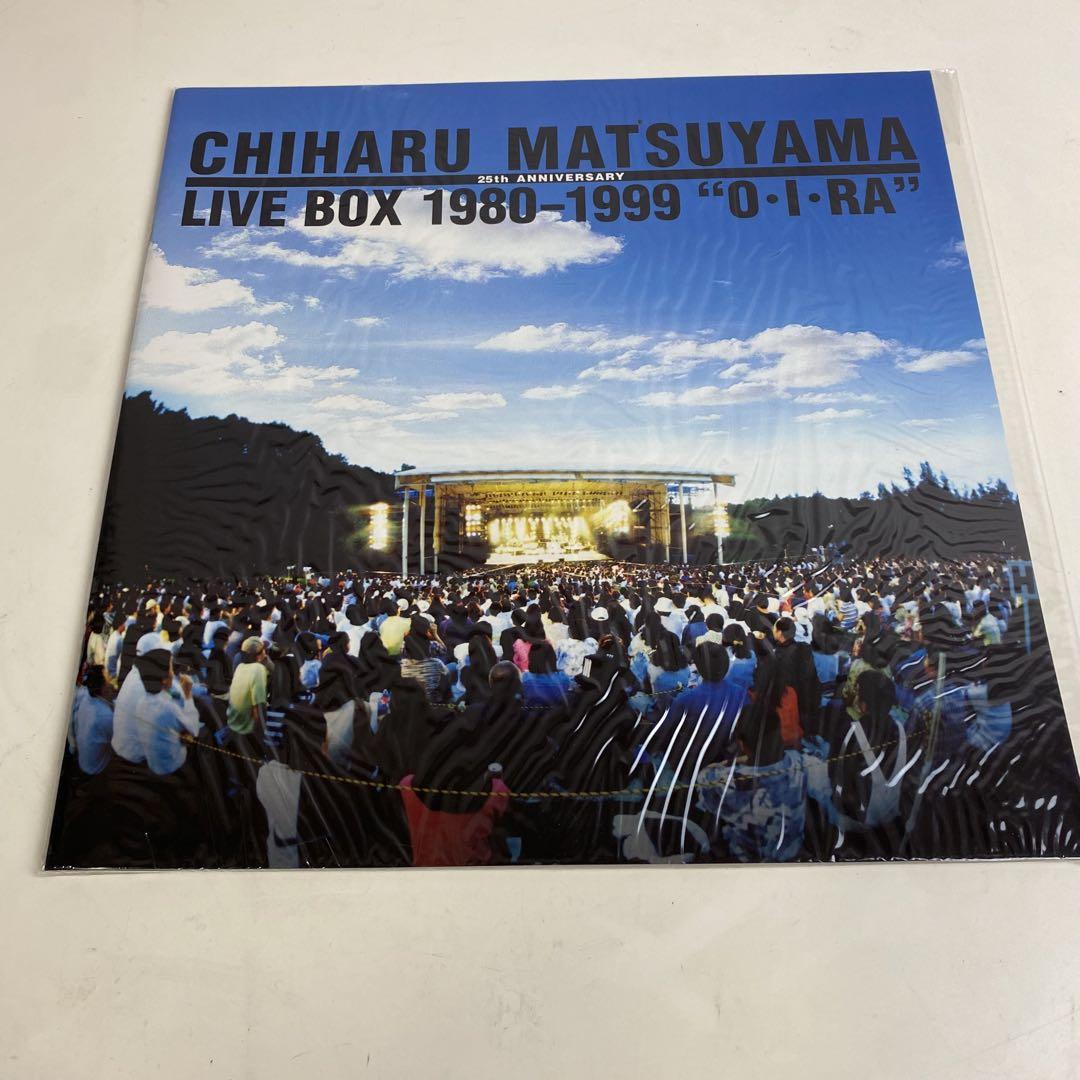 CHIHARU MATSUYAMA
25th ANNIVERSARY
LIVE BOX 1980-1999 “O·I·RA”